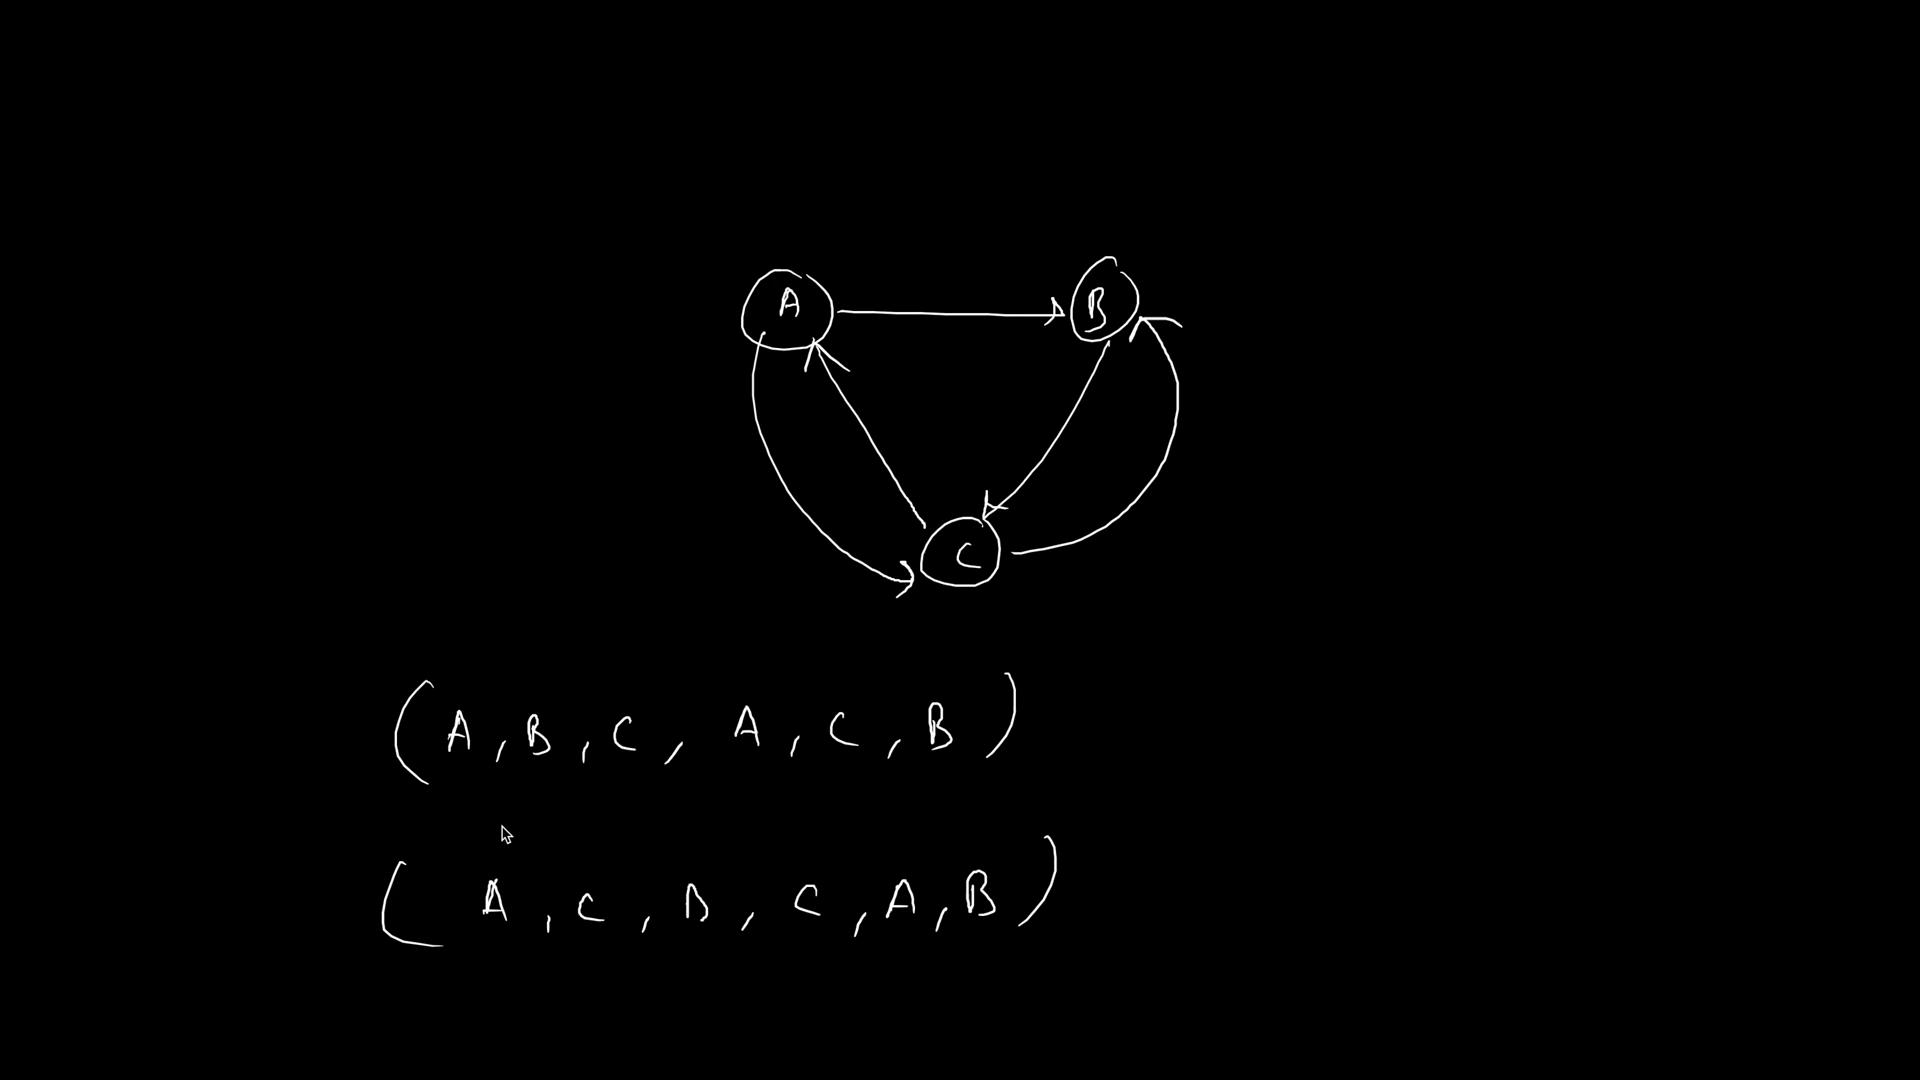 A
B
C
(A, B, C, A, C, B)
(A, C, B, C, A, B)